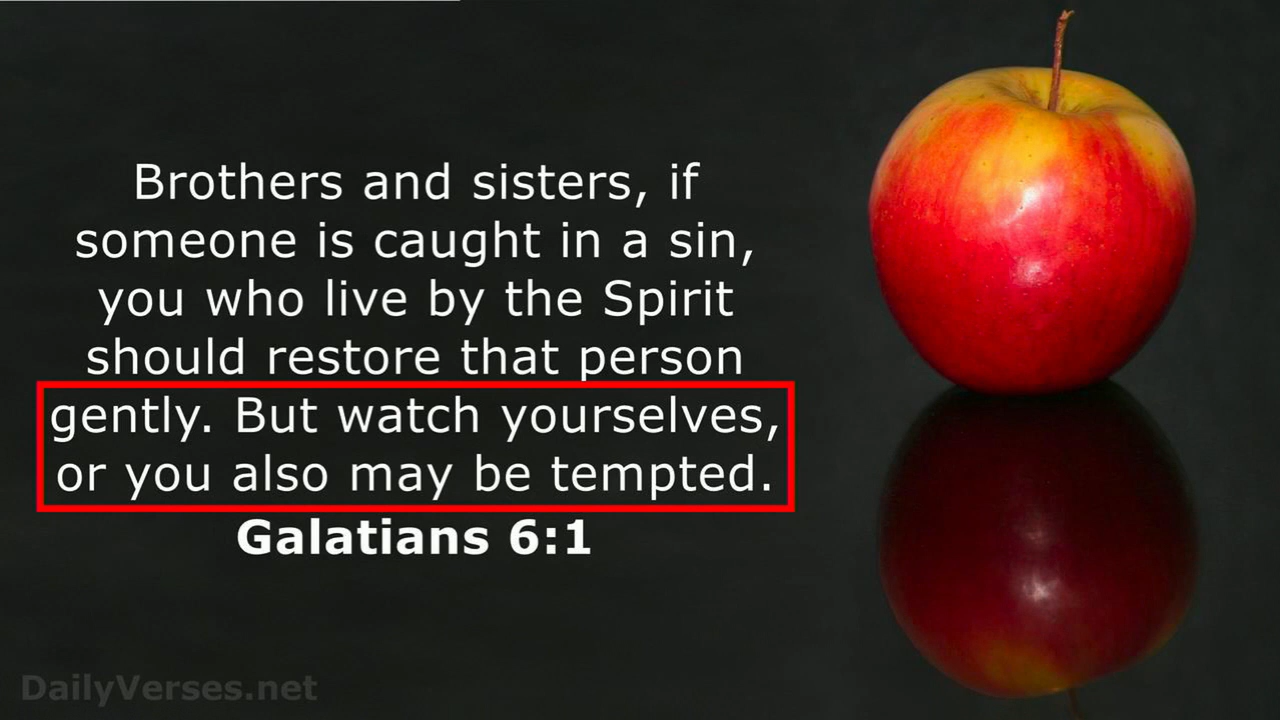 Brothers and sisters, if
someone is caught in a sin,
you who live by the Spirit
should restore that person
gently. But watch yourselves,
or you also may be tempted.
Galatians 6:1
DailyVerses.net